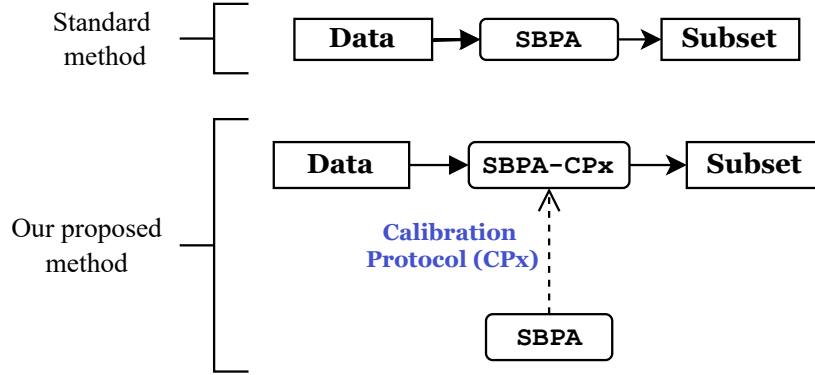 Standard
method
Data
SBPA
Subset
Our proposed
method
Data
SBPA-CPx
Subset
Calibration
Protocol (CPx)
SBPA